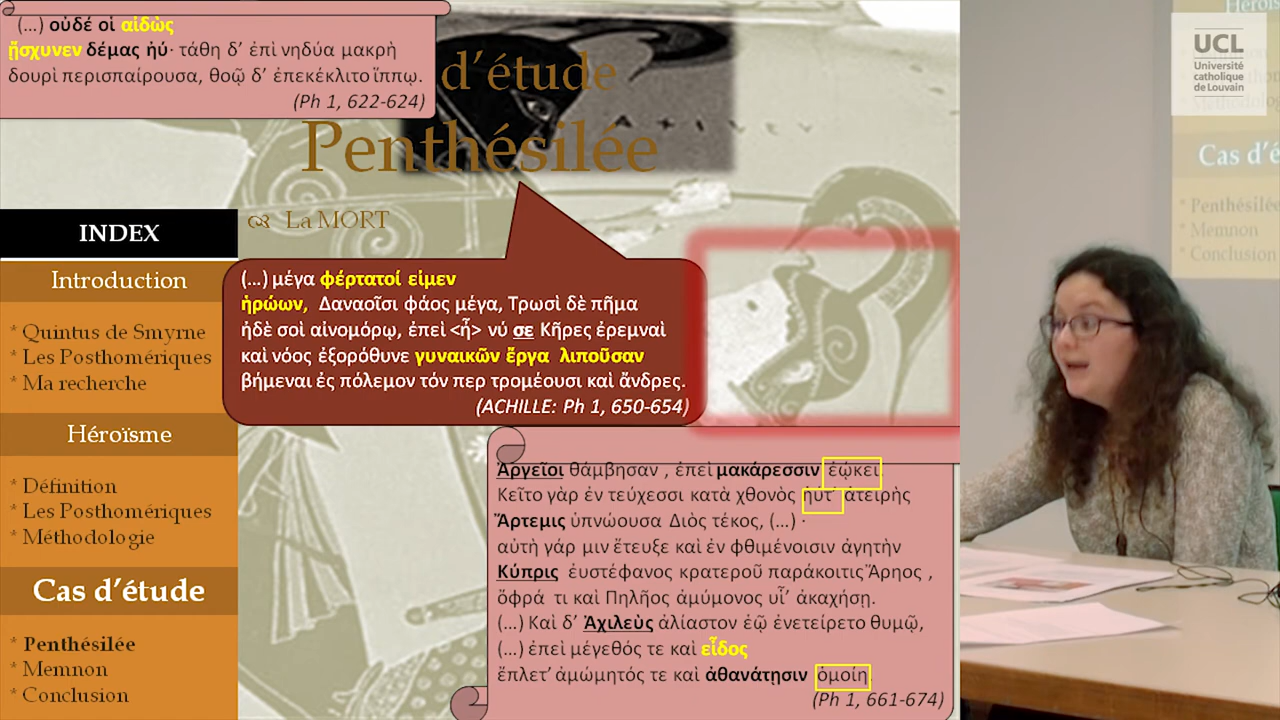 (...) οὐδέ οἱ αἰδὼς
ᾔσχυνεν δέμας ἠύ· τάθη δ’ ἐπὶ νηδύα μακρὴ
δουρὶ περισπαίρουσα, θοῷ δ’ ἐπεκέκλιτο ἵππῳ.
(Ph 1, 622-624)
d’étude
Penthésilée
La MORT
INDEX
Introduction
* Quintus de Smyrne
* Les Posthomériques
* Ma recherche
Héroïsme
* Définition
* Les Posthomériques
* Méthodologie
Cas d’étude
* Penthésilée
* Memnon
* Conclusion
(...) μέγα φέρτατοί εἰμεν
ἡρώων, Δαναοῖσι φάος μέγα, Τρωσὶ δὲ πῆμα
ἠδὲ σοὶ αἰνομόρῳ, ἐπεὶ <ἦ> νύ σε Κῆρες ἐρεμναὶ
καὶ νόος ἐξορόθυνε γυναικῶν ἔργα λιποῦσαν
βήμεναι ἐς πόλεμον τόν περ τρομέουσι καὶ ἄνδρες.
(ACHILLE: Ph 1, 650-654)
Ἀργεῖοι θάμβησαν , ἐπεὶ μακάρεσσιν ἐῴκει.
Κεῖτο γὰρ ἐν τεύχεσσι κατὰ χθονὸς ἠύτ’ ἀτειρὴς
Ἄρτεμις ὑπνώουσα Διὸς τέκος, (...) ·
αὐτὴ γάρ μιν ἔτευξε καὶ ἐν φθιμένοισιν ἀγητὴν
Κύπρις ἐυστέφανος κρατεροῦ παράκοιτις Ἄρηος ,
ὄφρά τι καὶ Πηλῆος ἀμύμονος υἷ’ ἀκαχήσῃ.
(...) Καὶ δ’ Ἀχιλεὺς ἀλίαστον ἑῷ ἐνετείρετο θυμῷ,
(...) ἐπεὶ μέγεθός τε καὶ εἶδος
ἔπλετ’ ἀμώμητός τε καὶ ἀθανάτῃσιν ὁμοίη.
(Ph 1, 661-674)
UCL
Université
catholique
de Louvain
Cas d’é
* Penthésilée
* Memnon
* Conclusion